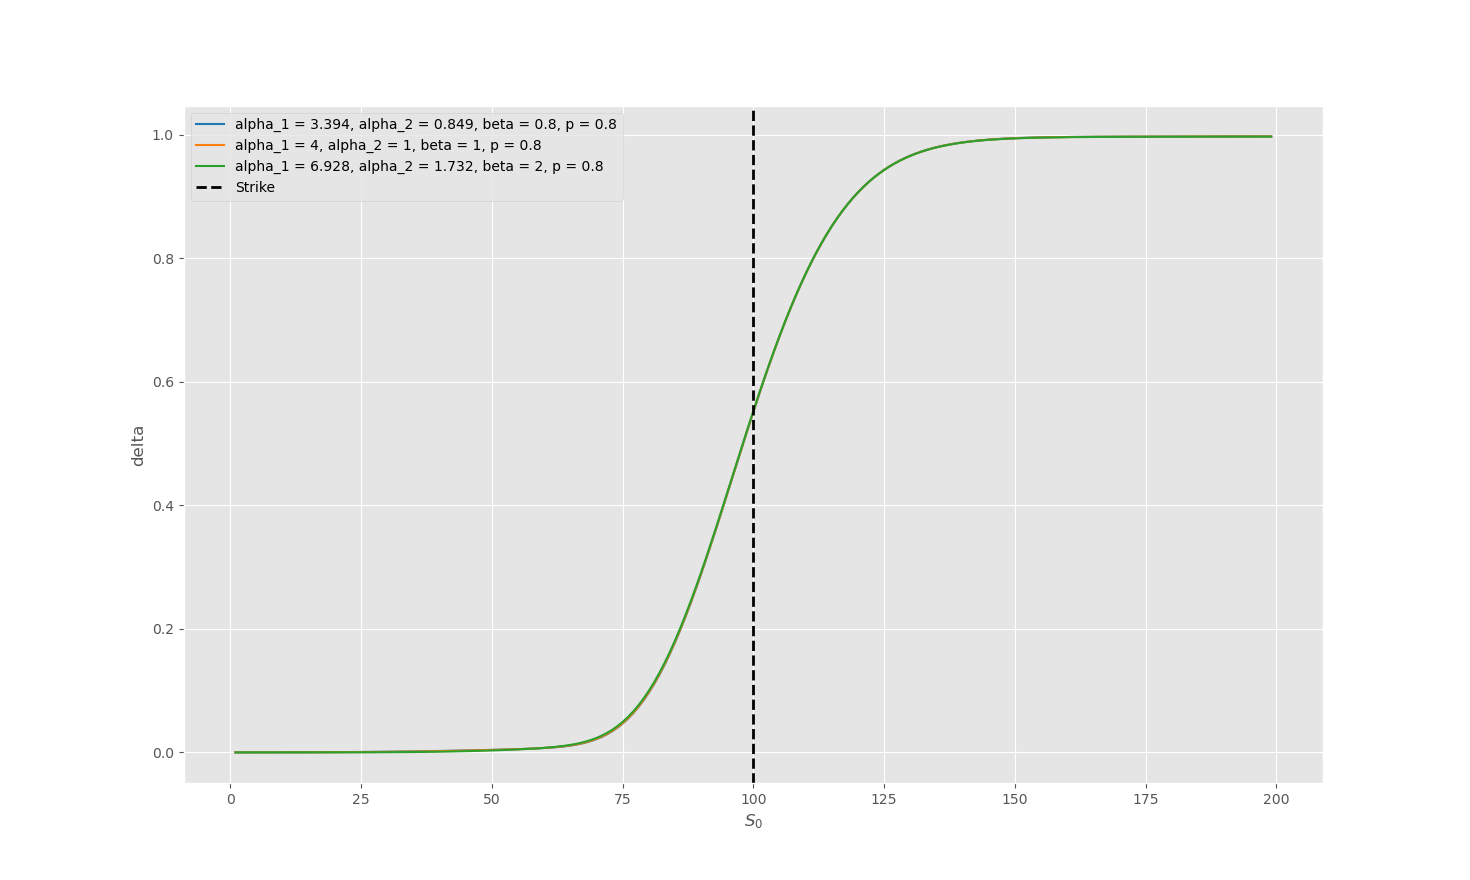 alpha_1 = 3.394, alpha_2 = 0.849, beta = 0.8, p = 0.8
alpha_1 = 4, alpha_2 = 1, beta = 1, p = 0.8
alpha_1 = 6.928, alpha_2 = 1.732, beta = 2, p = 0.8
Strike
1.0
0.8
0.6
0.4
0.2
0.0
delta
0 25 50 75 100 125 150 175 200
S₀